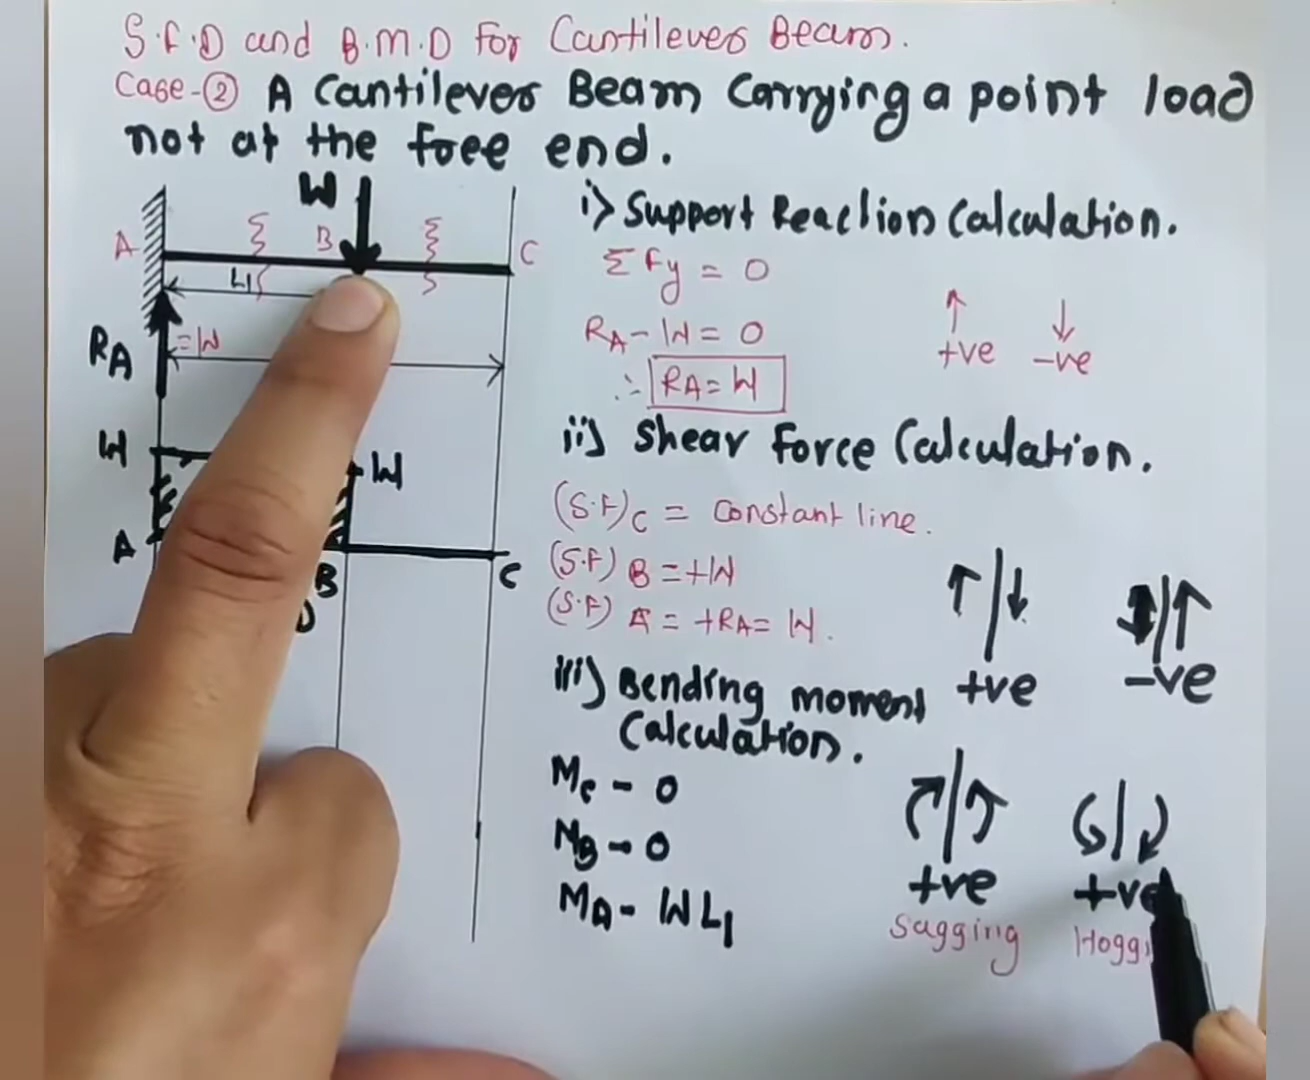 S.F.D and B.M.D For Cantilever Beam.
Case-② A Cantilever Beam Carrying a point load
not at the free end.
W
A
B
C
L1
RA
=W
W
W
A
B
C
D
i) Support Reaction Calculation.
ΣFy = 0
RA-W=0
∴ RA=W
↑ +ve
↓ -ve
ii) Shear Force Calculation.
(S.F)C = Constant line.
(S.F) B = +W
(S.F) A = +RA= W.
+ve
-ve
iii) Bending moment
Calculation.
Mc - 0
MB - 0
MA - WL1
+ve
Sagging